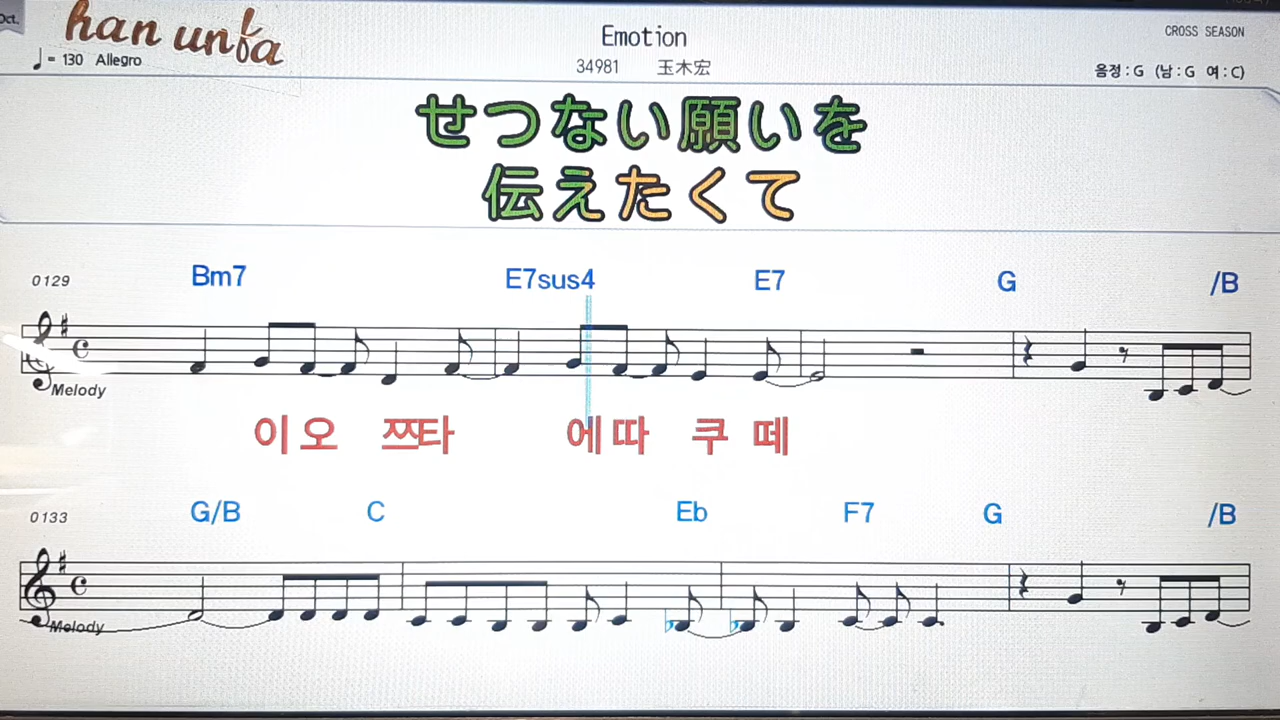 Oct.
han unfa
Emotion
CROSS SEASON
= 130 Allegro
34981 玉木宏
음정 : G (남 : G 여 : C)
せつない願いを
伝えたくて
0129
Bm7 E7sus4 E7 G /B
Melody
이 오 쯔타 에 따 쿠 떼
0133
G/B C Eb F7 G /B
Melody